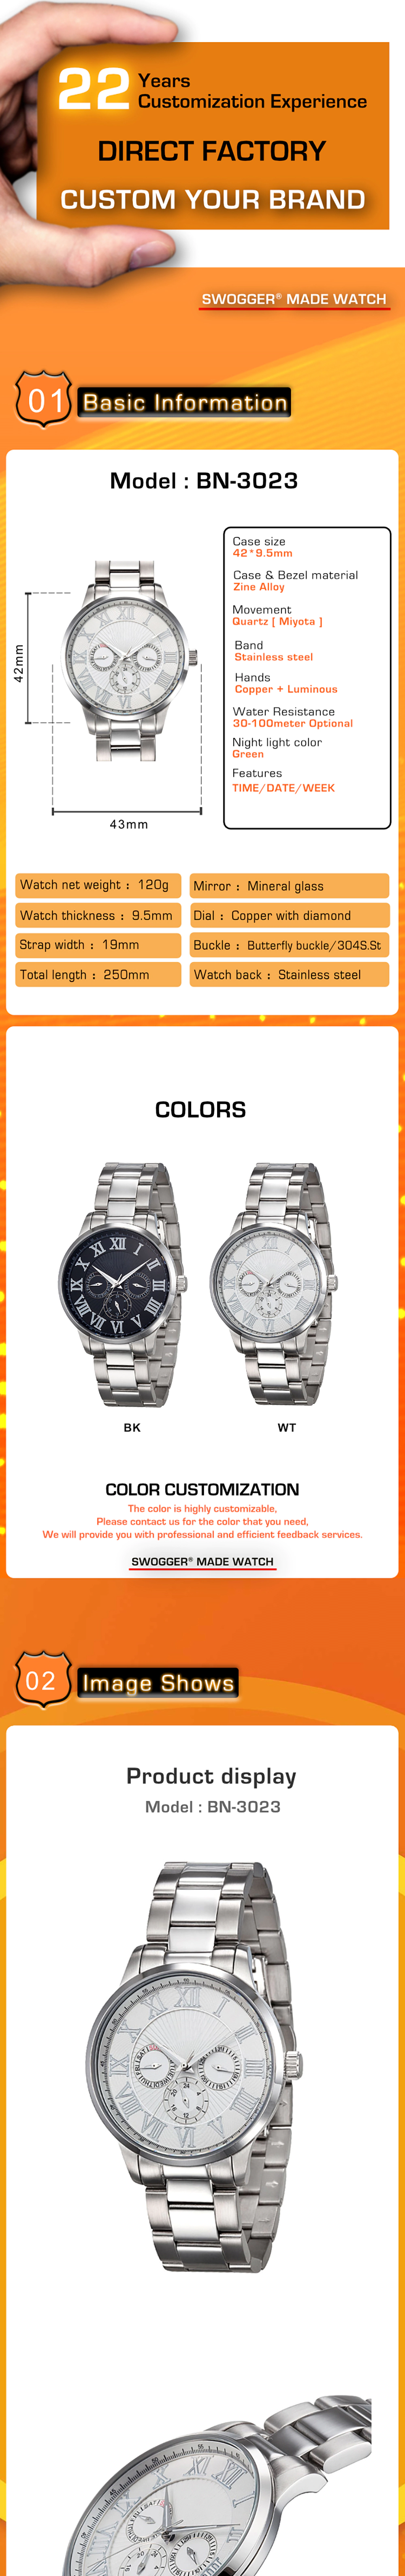 22 Years
Customization Experience
DIRECT FACTORY
CUSTOM YOUR BRAND
SWOGGER® MADE WATCH
01 Basic Information
Model : BN-3023
42mm
43mm
Case size
42*9.5mm
Case & Bezel material
Zine Alloy
Movement
Quartz [ Miyota ]
Band
Stainless steel
Hands
Copper + Luminous
Water Resistance
30-100meter Optional
Night light color
Green
Features
TIME/DATE/WEEK
Watch net weight : 120g
Mirror : Mineral glass
Watch thickness : 9.5mm
Dial : Copper with diamond
Strap width : 19mm
Buckle : Butterfly buckle/304S.St
Total length : 250mm
Watch back : Stainless steel
COLORS
BK
WT
COLOR CUSTOMIZATION
The color is highly customizable,
Please contact us for the color that you need,
We will provide you with professional and efficient feedback services.
SWOGGER® MADE WATCH
02 Image Shows
Product display
Model : BN-3023